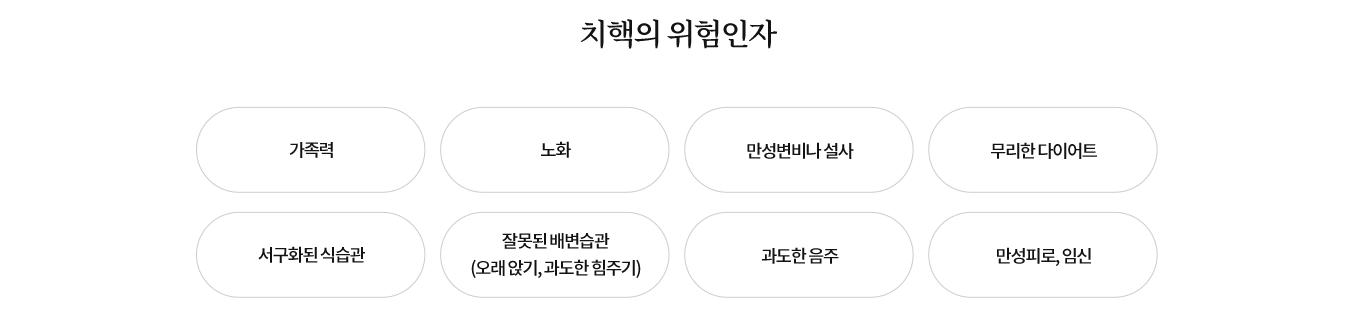 치핵의 위험인자
가족력
노화
만성변비나 설사
무리한 다이어트
서구화된 식습관
잘못된 배변습관
(오래 앉기, 과도한 힘주기)
과도한 음주
만성피로, 임신